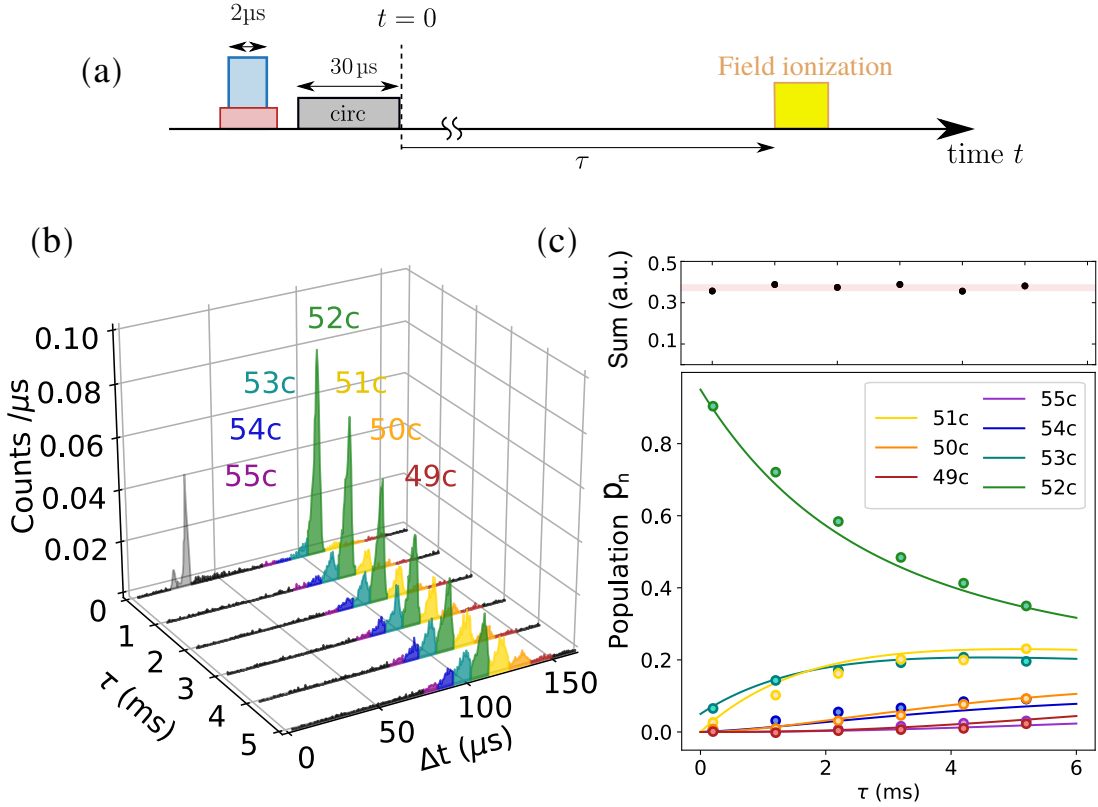 2μs
t = 0
(a)
30 μs
Field ionization
circ
τ
time t
(b)
0.10
0.08
0.06
0.04
0.02
0
Counts /μs
52c
53c
51c
54c
50c
55c
49c
0
1
2
3
4
5
τ (ms)
0
50
100
150
Δt (μs)
(c)
0.5
0.3
0.1
Sum (a.u.)
0.8
0.6
0.4
0.2
0.0
Population pn
51c
50c
49c
55c
54c
53c
52c
0
2
4
6
τ (ms)